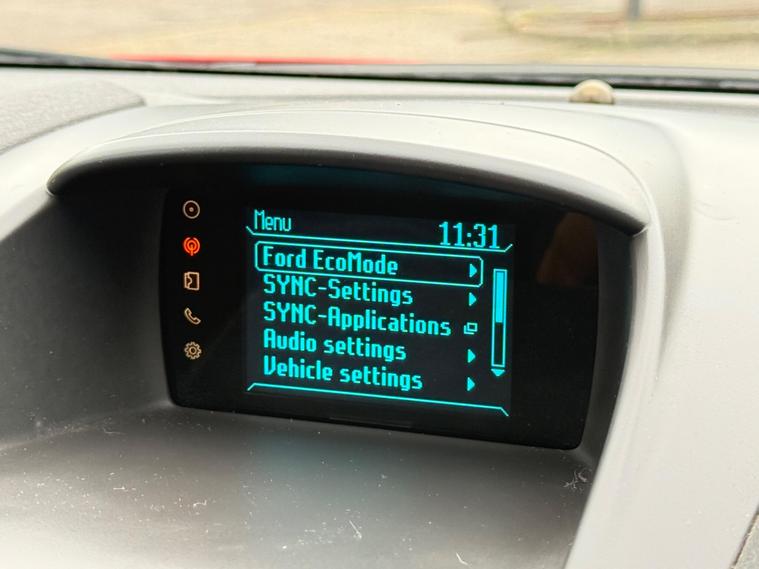 Menu
11:31
Ford EcoMode
SYNC-Settings
SYNC-Applications
Audio settings
Vehicle settings